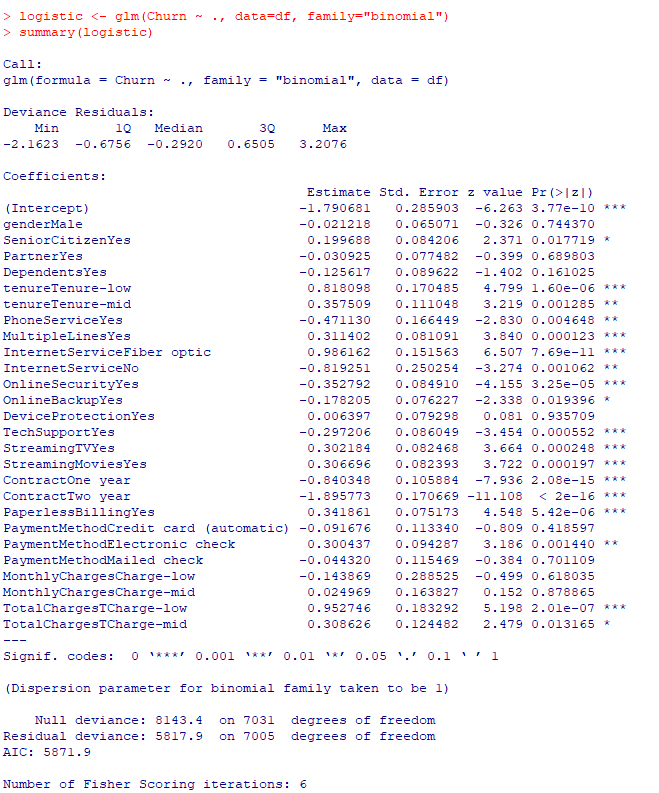 > logistic <- glm(Churn ~ ., data=df, family="binomial")
> summary(logistic)
Call:
glm(formula = Churn ~ ., family = "binomial", data = df)
Deviance Residuals:
    Min       1Q   Median       3Q      Max
-2.1623  -0.6756  -0.2920   0.6505   3.2076
Coefficients:
                                       Estimate Std. Error z value Pr(>|z|)
(Intercept)                           -1.790681   0.285903  -6.263 3.77e-10 ***
genderMale                            -0.021218   0.065071  -0.326 0.744370
SeniorCitizenYes                       0.199688   0.084206   2.371 0.017719 *
PartnerYes                            -0.030925   0.077482  -0.399 0.689803
DependentsYes                         -0.125617   0.089622  -1.402 0.161025
tenureTenure-low                       0.818098   0.170485   4.799 1.60e-06 ***
tenureTenure-mid                       0.357509   0.111048   3.219 0.001285 **
PhoneServiceYes                       -0.471130   0.166449  -2.830 0.004648 **
MultipleLinesYes                       0.311402   0.081091   3.840 0.000123 ***
InternetServiceFiber optic             0.986162   0.151563   6.507 7.69e-11 ***
InternetServiceNo                     -0.819251   0.250254  -3.274 0.001062 **
OnlineSecurityYes                     -0.352792   0.084910  -4.155 3.25e-05 ***
OnlineBackupYes                       -0.178205   0.076227  -2.338 0.019396 *
DeviceProtectionYes                    0.006397   0.079298   0.081 0.935709
TechSupportYes                        -0.297206   0.086049  -3.454 0.000552 ***
StreamingTVYes                         0.302184   0.082468   3.664 0.000248 ***
StreamingMoviesYes                     0.306696   0.082393   3.722 0.000197 ***
ContractOne year                      -0.840348   0.105884  -7.936 2.08e-15 ***
ContractTwo year                      -1.895773   0.170669 -11.108  < 2e-16 ***
PaperlessBillingYes                    0.341861   0.075173   4.548 5.42e-06 ***
PaymentMethodCredit card (automatic)  -0.091676   0.113340  -0.809 0.418597
PaymentMethodElectronic check          0.300437   0.094287   3.186 0.001440 **
PaymentMethodMailed check             -0.044320   0.115469  -0.384 0.701109
MonthlyChargesCharge-low              -0.143869   0.288525  -0.499 0.618035
MonthlyChargesCharge-mid               0.024969   0.163827   0.152 0.878865
TotalChargesTCharge-low                0.952746   0.183292   5.198 2.01e-07 ***
TotalChargesTCharge-mid                0.308626   0.124482   2.479 0.013165 *
---
Signif. codes:  0 ‘***’ 0.001 ‘**’ 0.01 ‘*’ 0.05 ‘.’ 0.1 ‘ ’ 1
(Dispersion parameter for binomial family taken to be 1)
    Null deviance: 8143.4  on 7031  degrees of freedom
Residual deviance: 5817.9  on 7005  degrees of freedom
AIC: 5871.9
Number of Fisher Scoring iterations: 6